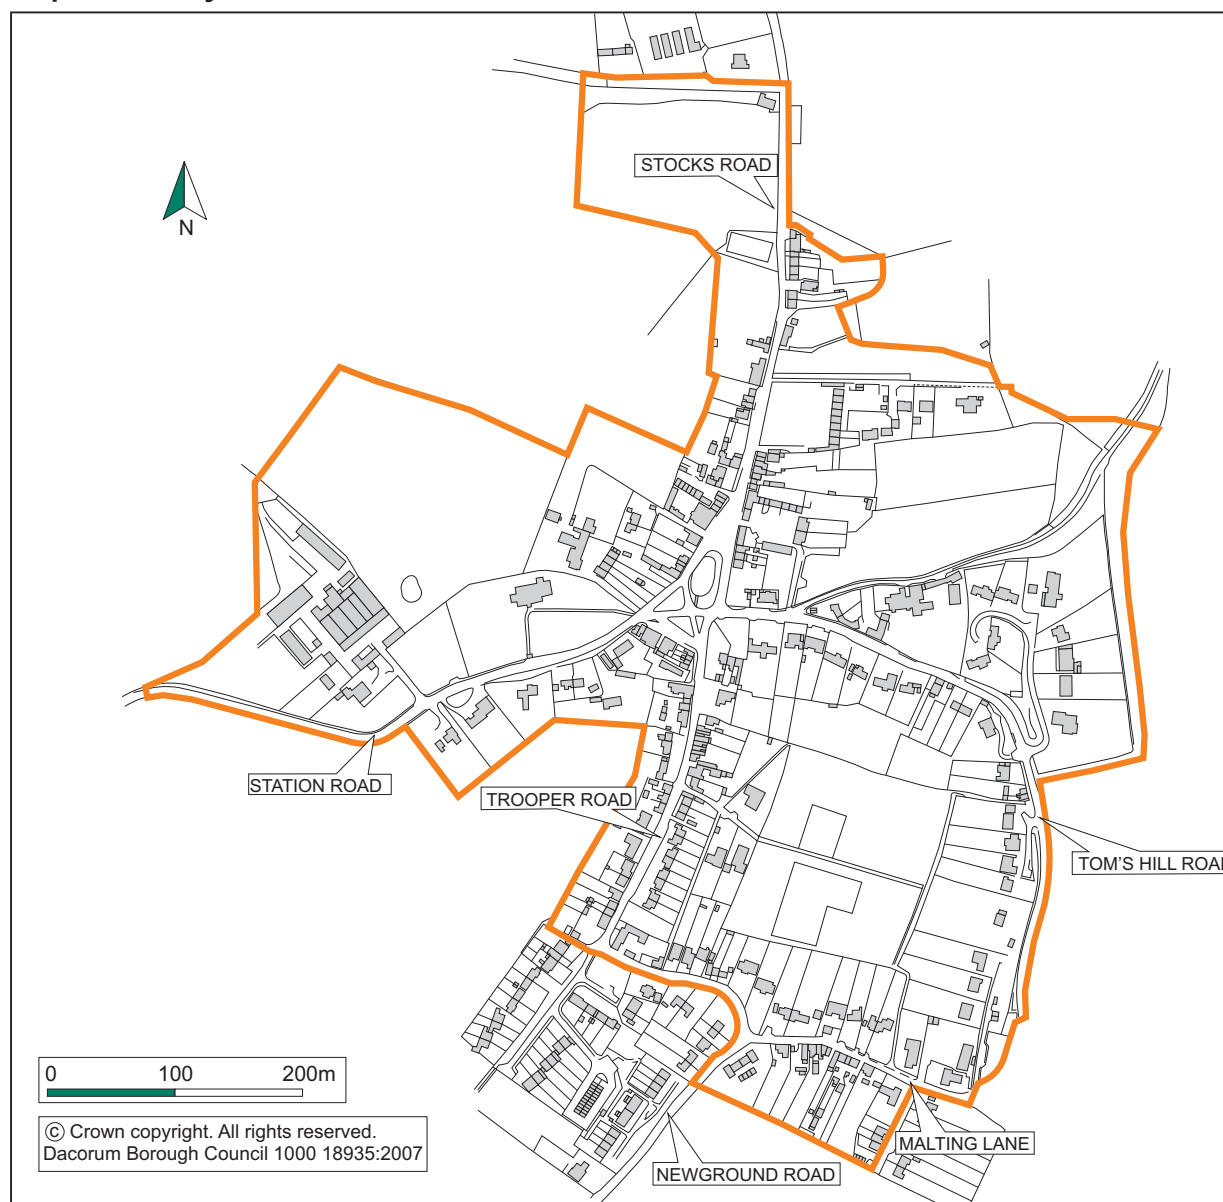 STOCKS ROAD
N
STATION ROAD
TROOPER ROAD
TOM'S HILL ROAD
0 100 200m
© Crown copyright. All rights reserved.
Dacorum Borough Council 1000 18935:2007
MALTING LANE
NEWGROUND ROAD